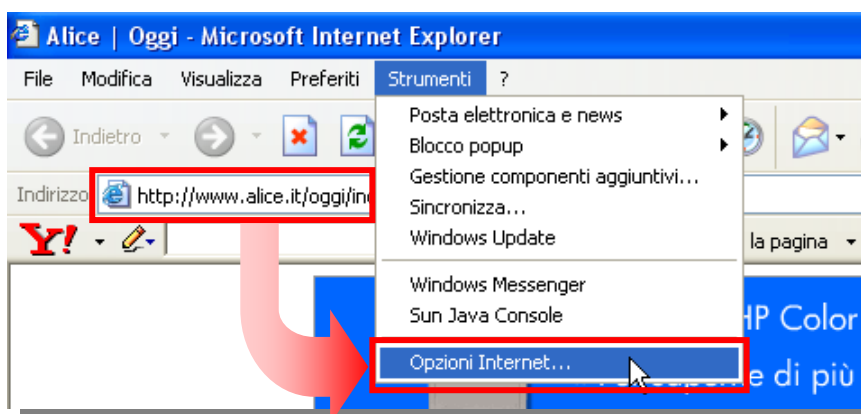 Alice | Oggi - Microsoft Internet Explorer
File Modifica Visualizza Preferiti Strumenti ?
Indietro
Posta elettronica e news
Blocco popup
Gestione componenti aggiuntivi...
Sincronizza...
Windows Update
Windows Messenger
Sun Java Console
Opzioni Internet...
Indirizzo http://www.alice.it/oggi/in
Y! la pagina
HP Color
e di più